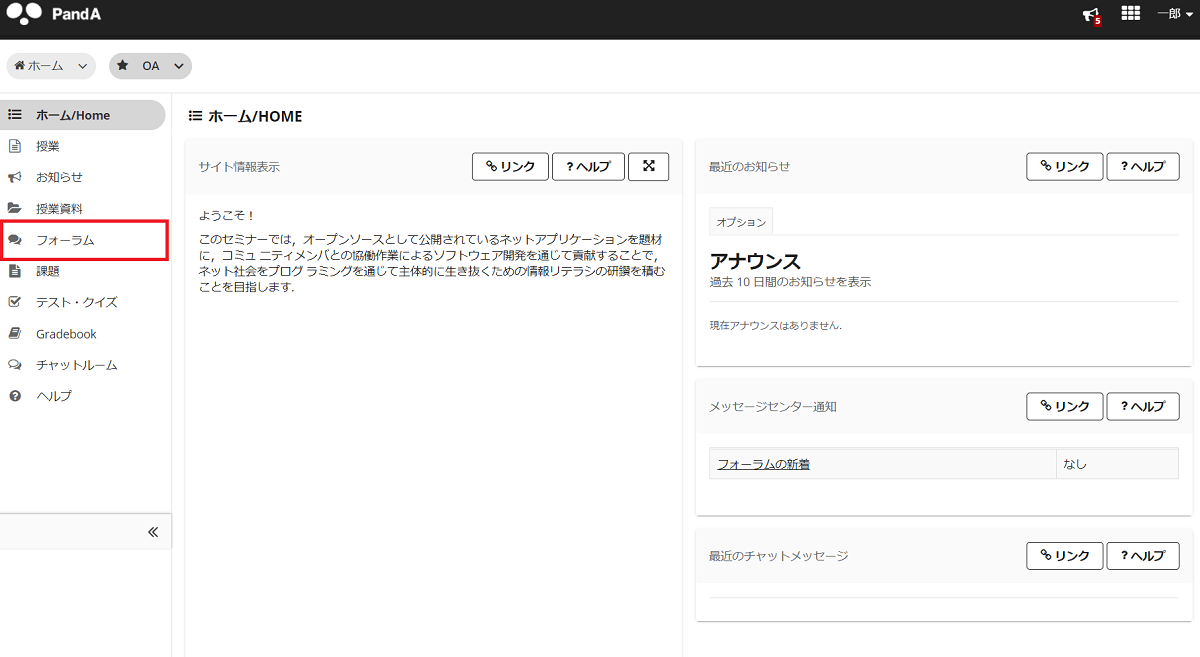 PandA
5
一郎
ホーム
OA
ホーム/Home
授業
お知らせ
授業資料
フォーラム
課題
テスト・クイズ
Gradebook
チャットルーム
ヘルプ
ホーム/HOME
サイト情報表示
リンク
? ヘルプ
ようこそ！
このセミナーでは，オープンソースとして公開されているネットアプリケーションを題材
に，コミュ ニティメンバとの協働作業によるソフトウェア開発を通じて貢献することで，
ネット社会をプログ ラミングを通じて主体的に生き抜くための情報リテラシの研鑽を積む
ことを目指します.
最近のお知らせ
リンク
? ヘルプ
オプション
アナウンス
過去 10 日間のお知らせを表示
現在アナウンスはありません.
メッセージセンター通知
リンク
? ヘルプ
フォーラムの新着
なし
最近のチャットメッセージ
リンク
? ヘルプ